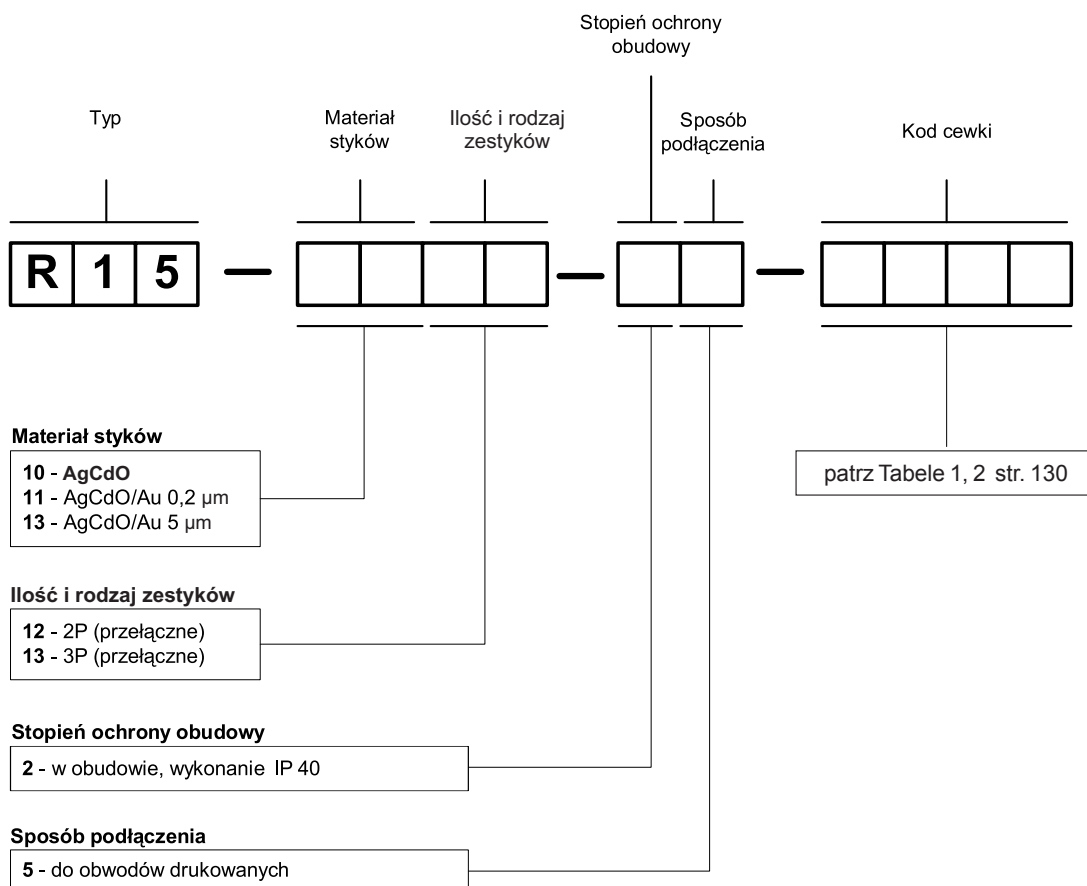 Stopień ochrony
obudowy
Typ
Materiał
styków
Ilość i rodzaj
zestyków
Sposób
podłączenia
Kod cewki
R 1 5 — — —
Materiał styków
10 - AgCdO
11 - AgCdO/Au 0,2 µm
13 - AgCdO/Au 5 µm
patrz Tabele 1, 2 str. 130
Ilość i rodzaj zestyków
12 - 2P (przełączne)
13 - 3P (przełączne)
Stopień ochrony obudowy
2 - w obudowie, wykonanie IP 40
Sposób podłączenia
5 - do obwodów drukowanych